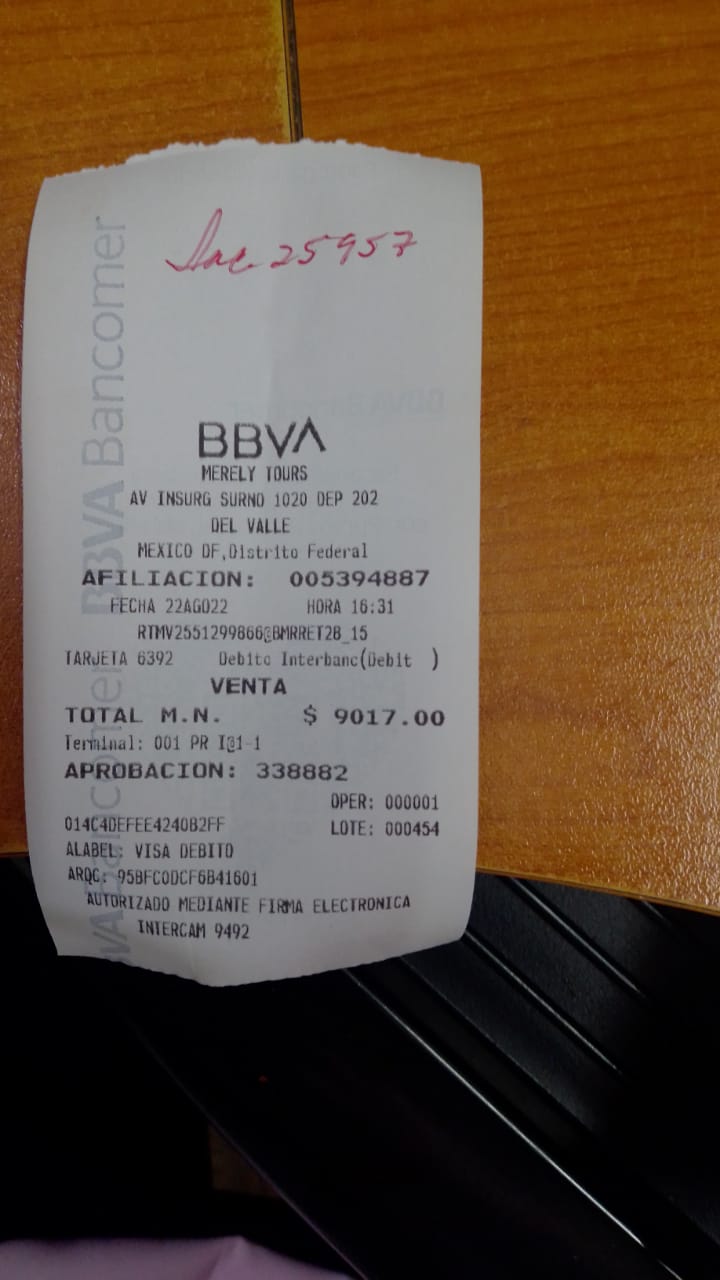 25957
BBVA Bancomer
BBVA
MERELY TOURS
AV INSURG SURNO 1020 DEP 202
DEL VALLE
MEXICO DF,Distrito Federal
AFILIACION: 005394887
FECHA 22AGO22 HORA 16:31
RTMV2551299866@BMRRET2B_15
TARJETA 6392 Debito Interbanc(Debit )
VENTA
TOTAL M.N. $ 9017.00
Terminal: 001 PR I@1-1
APROBACION: 338882
OPER: 000001
014C4DEFEE4240B2FF LOTE: 000454
ALABEL: VISA DEBITO
ARQC: 95BFC0DCF6B41601
AUTORIZADO MEDIANTE FIRMA ELECTRONICA
INTERCAM 9492